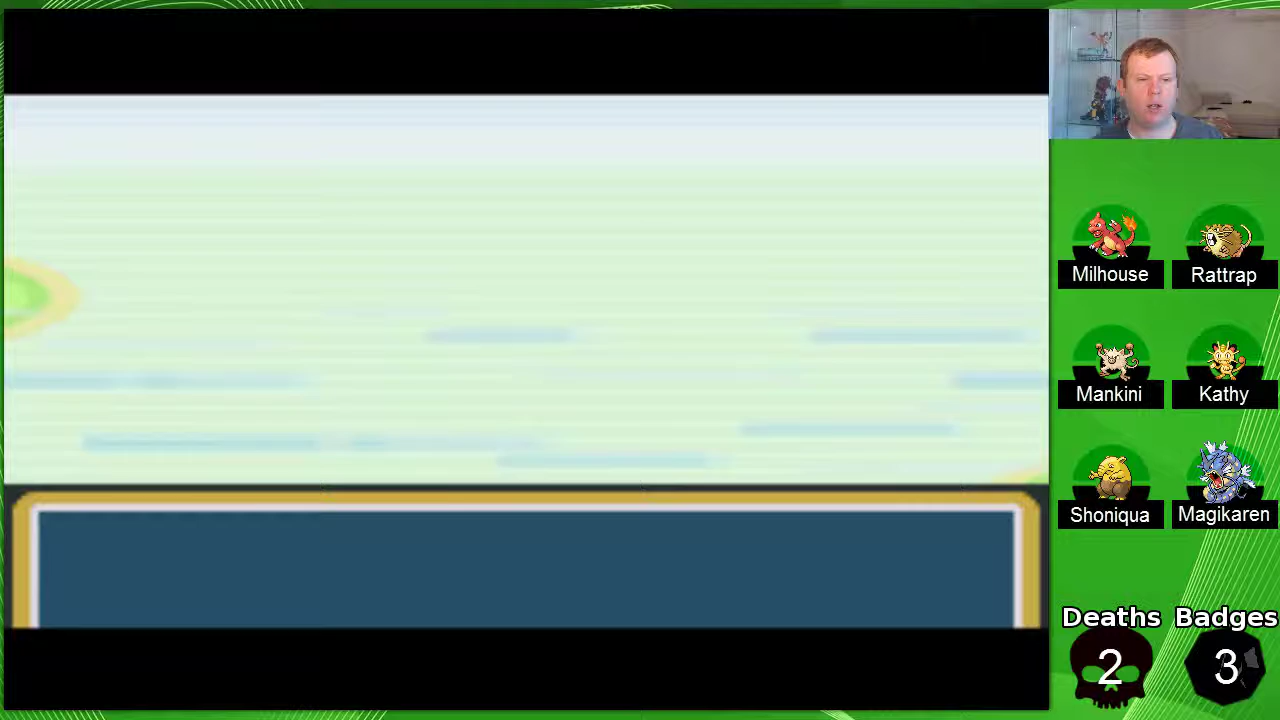 Milhouse Rattrap
Mankini Kathy
Shoniqua Magikaren
Deaths Badges
2 3